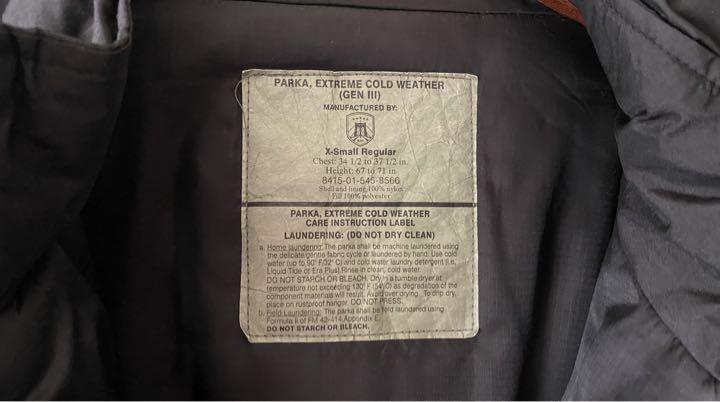 PARKA, EXTREME COLD WEATHER
(GEN III)
MANUFACTURED BY:
X-Small Regular
Chest: 34 1/2 to 37 1/2 in.
Height: 67 to 71 in
8415-01-545-8566
Shell and lining 100% nylon
Fill 100% polyester
PARKA, EXTREME COLD WEATHER
CARE INSTRUCTION LABEL
LAUNDERING: (DO NOT DRY CLEAN)
a. Home laundering: The parka shall be machine laundered using
the delicate/gentle fabric cycle or laundered by hand. Use cold
water (up to 90° F/32° C) and cold water laundry detergent (i.e,
Liquid Tide or Era Plus) Rinse in clean, cold water.
DO NOT STARCH OR BLEACH. Dry in a tumble dryer at
temperature not exceeding 130° F (54°C) as degradation of the
component materials will result. Avoid over drying. To drip dry,
place on rustproof hanger. DO NOT PRESS.
b. Field Laundering: The parka shall be field laundered using
Formula II of FM 42-414, Appendix E.
DO NOT STARCH OR BLEACH.